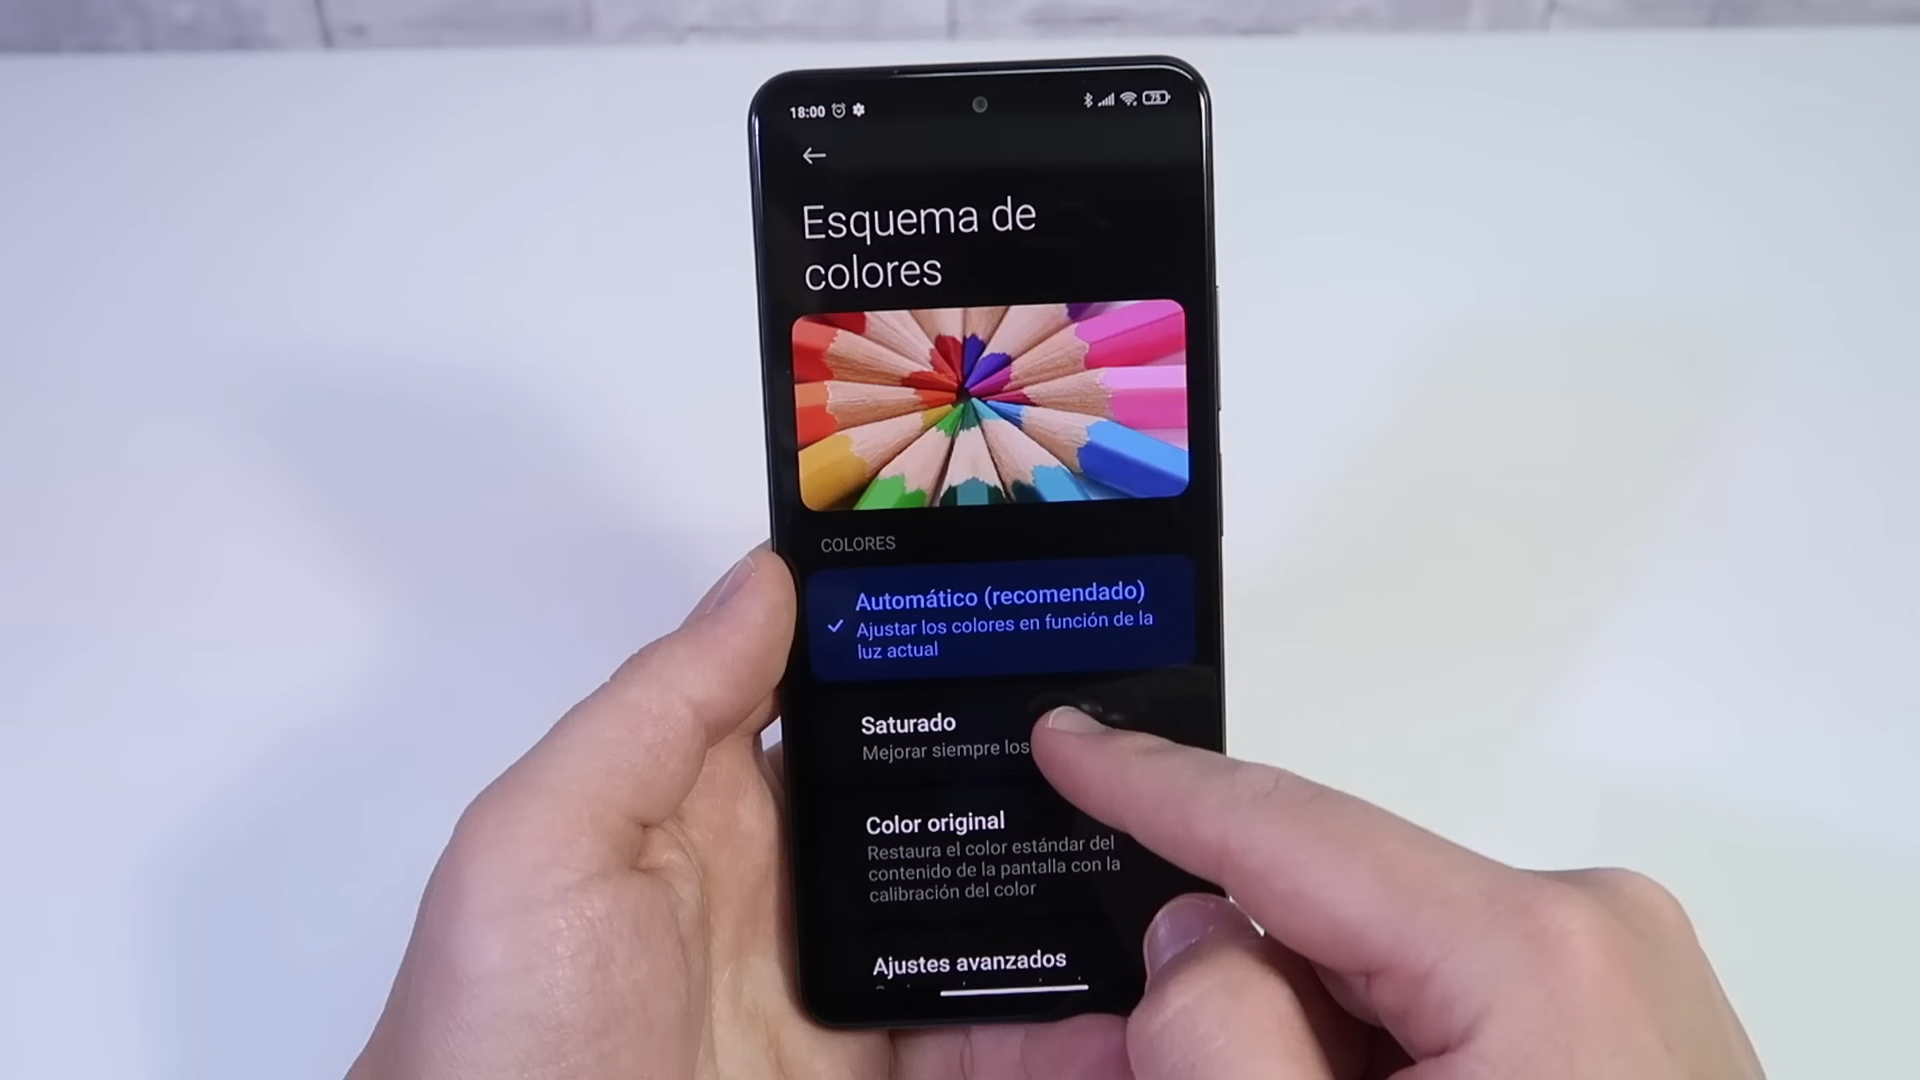 18:00
75
Esquema de
colores
COLORES
Automático (recomendado)
Ajustar los colores en función de la
luz actual
Saturado
Mejorar siempre los
Color original
Restaura el color estándar del
contenido de la pantalla con la
calibración del color
Ajustes avanzados